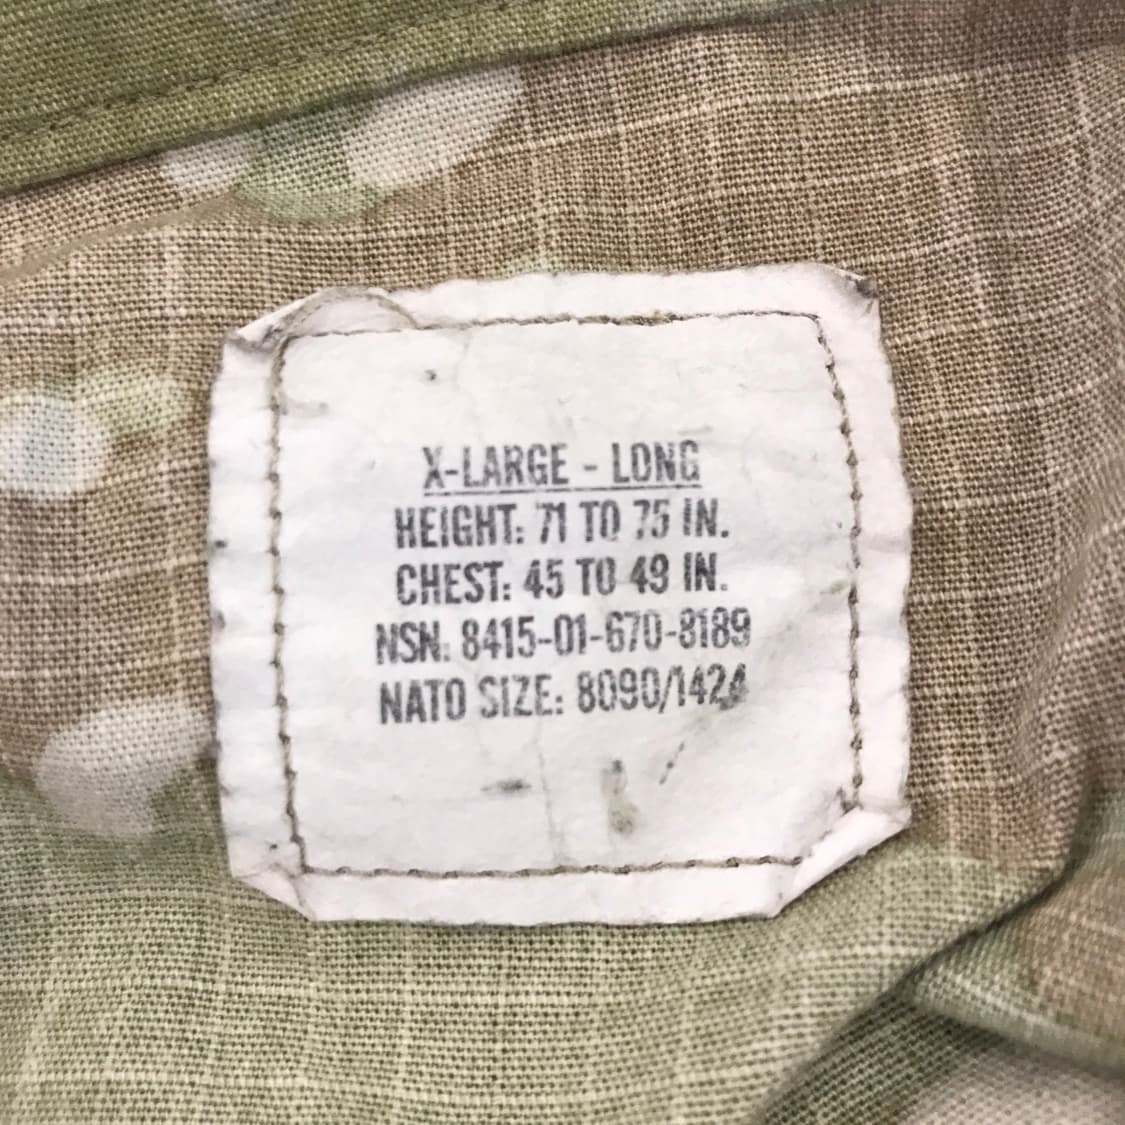 X-LARGE - LONG
HEIGHT: 71 TO 75 IN.
CHEST: 45 TO 49 IN.
NSN: 8415-01-670-8189
NATO SIZE: 8090/1424